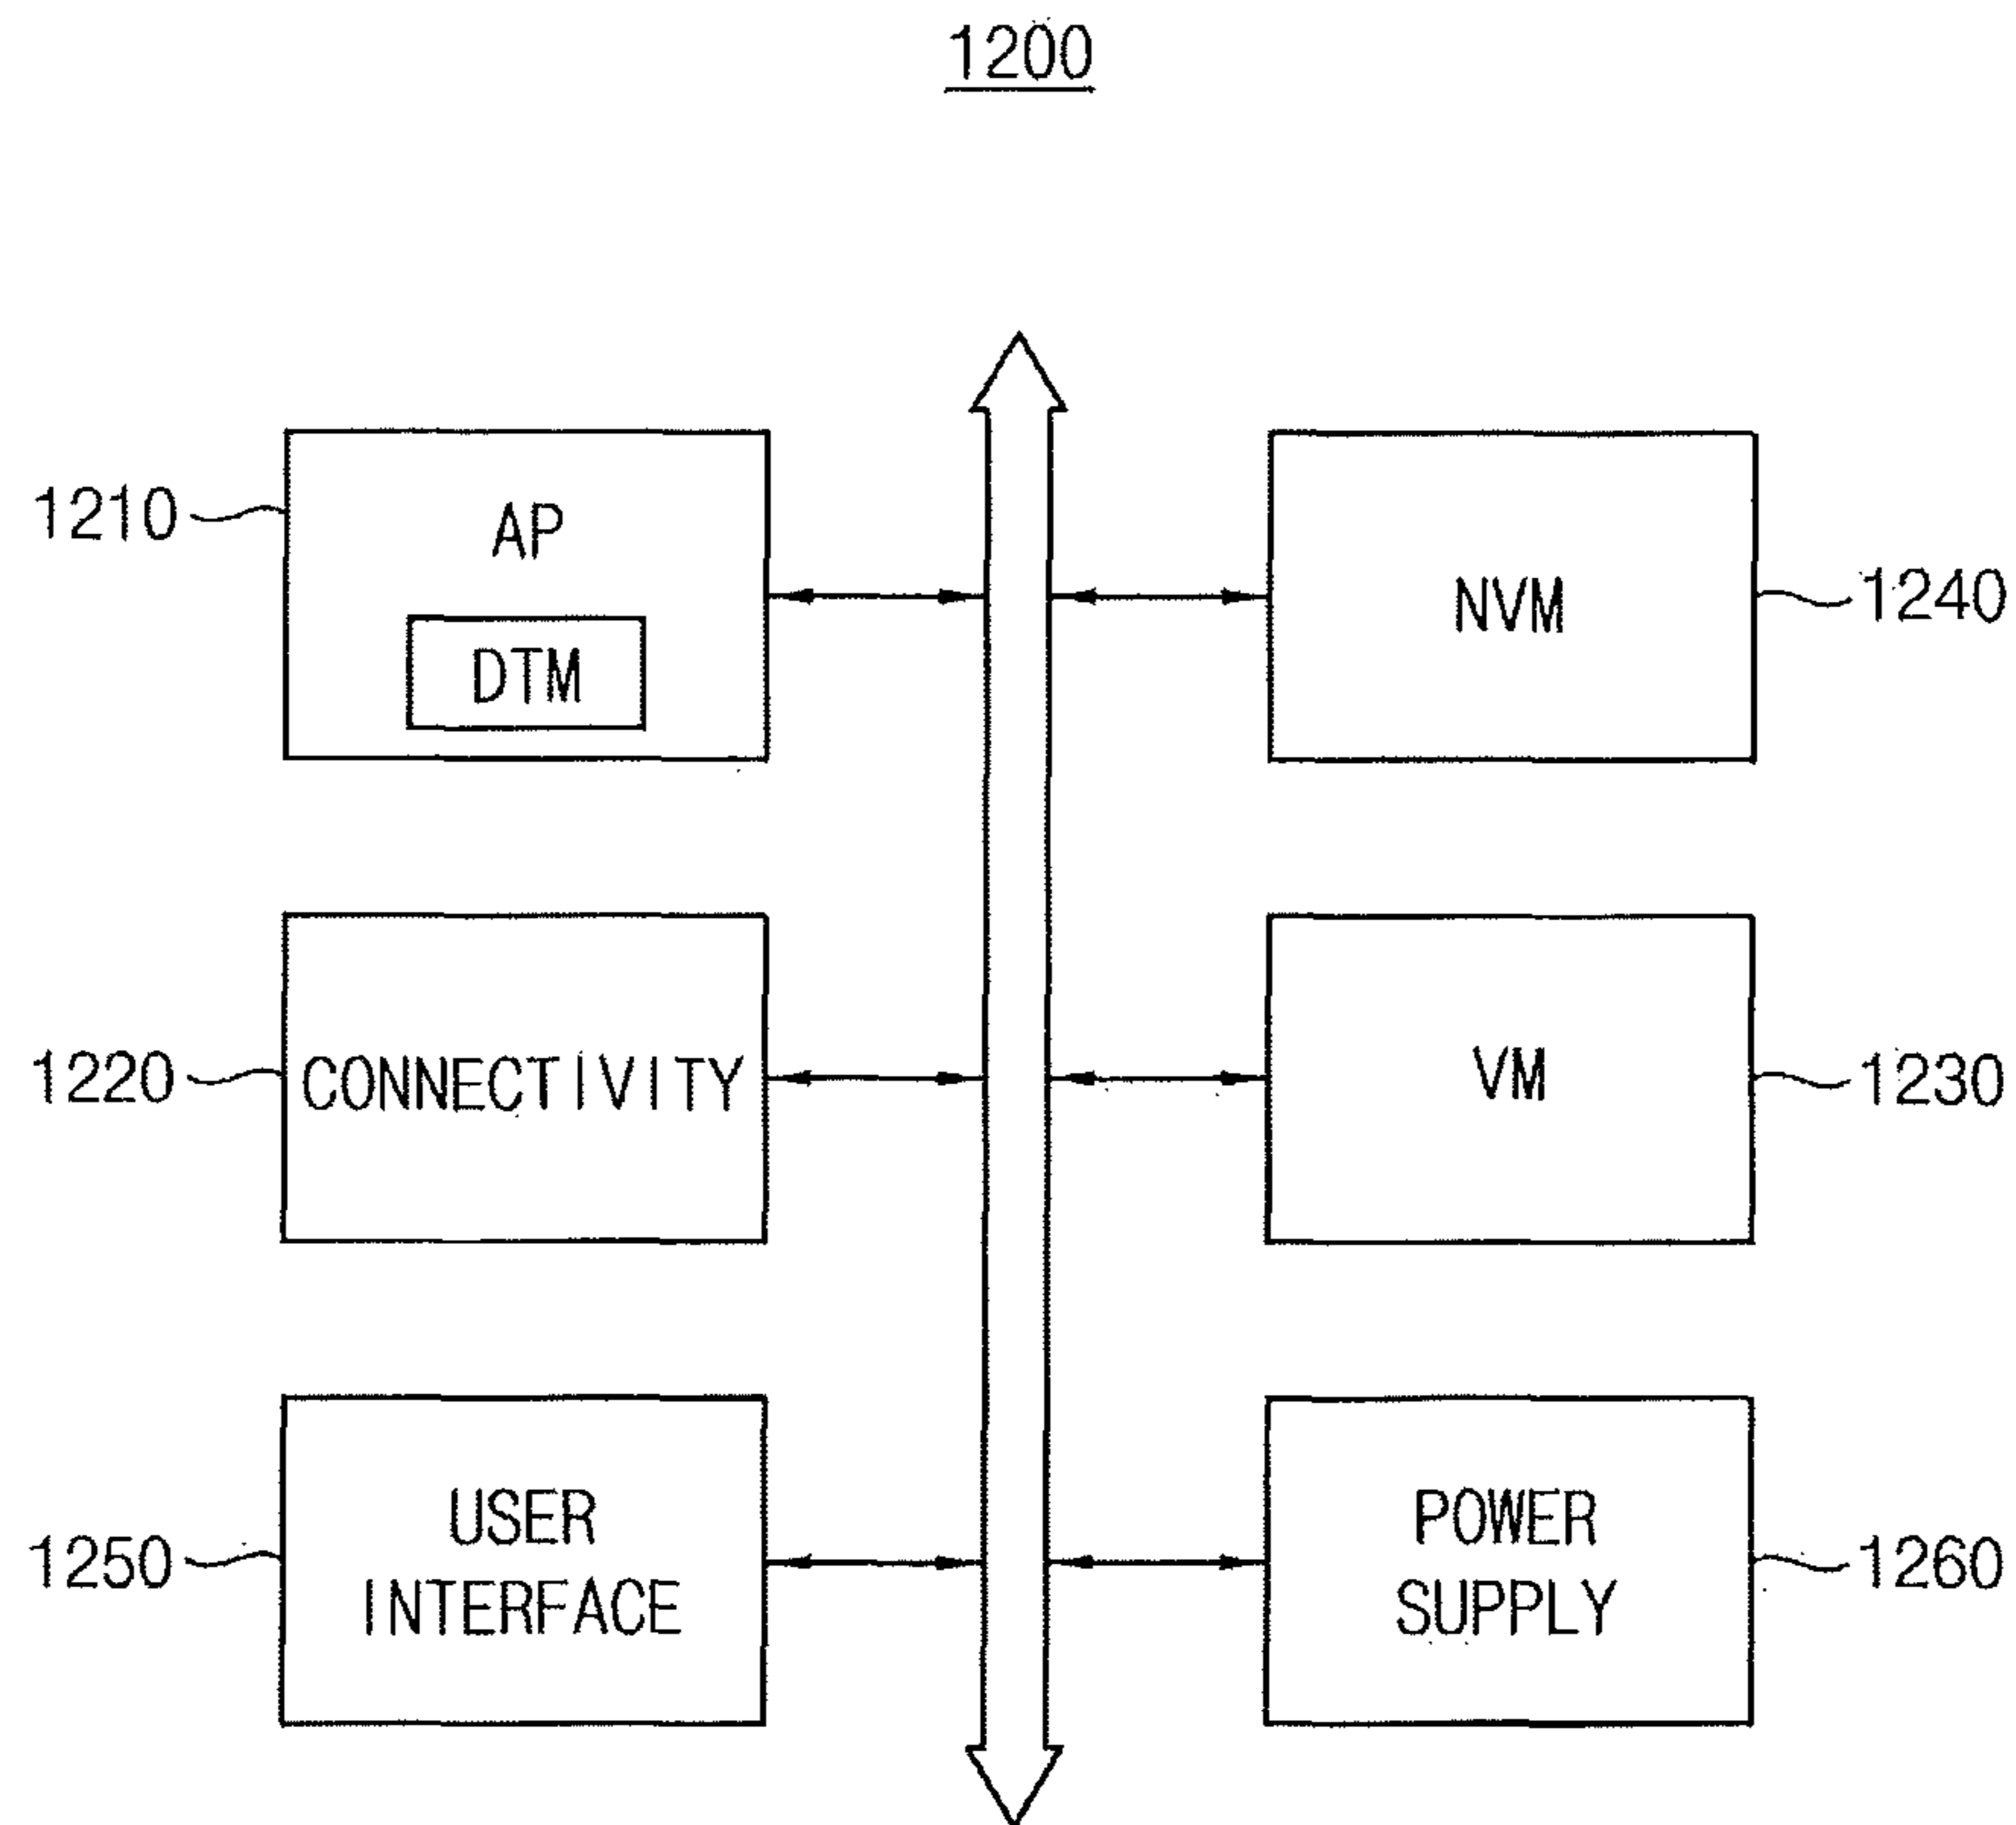 1200
1210
AP
DTM
NVM
1240
1220
CONNECTIVITY
VM
1230
1250
USER
INTERFACE
POWER
SUPPLY
1260